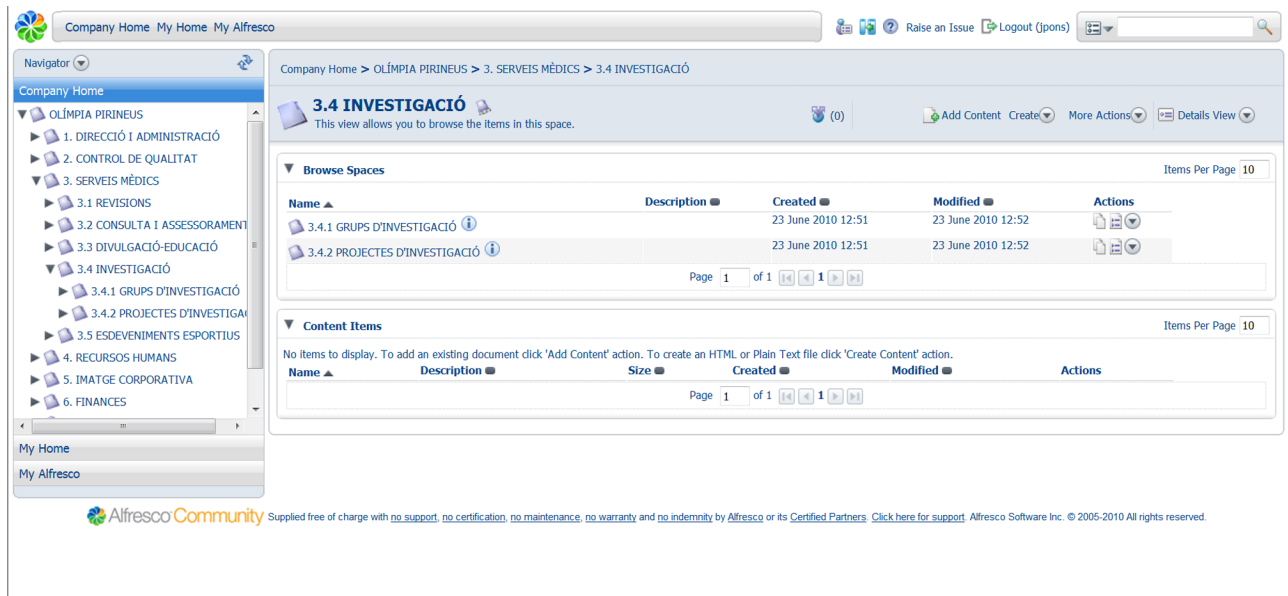 Company Home My Home My Alfresco
Raise an Issue Logout (jpons)
Navigator
Company Home
OLÍMPIA PIRINEUS
1. DIRECCIÓ I ADMINISTRACIÓ
2. CONTROL DE QUALITAT
3. SERVEIS MÈDICS
3.1 REVISIONS
3.2 CONSULTA I ASSESSORAMENT
3.3 DIVULGACIÓ-EDUCACIÓ
3.4 INVESTIGACIÓ
3.4.1 GRUPS D'INVESTIGACIÓ
3.4.2 PROJECTES D'INVESTIGA
3.5 ESDEVENIMENTS ESPORTIUS
4. RECURSOS HUMANS
5. IMATGE CORPORATIVA
6. FINANCES
My Home
My Alfresco
Company Home > OLÍMPIA PIRINEUS > 3. SERVEIS MÈDICS > 3.4 INVESTIGACIÓ
3.4 INVESTIGACIÓ
This view allows you to browse the items in this space.
(0)
Add Content Create More Actions Details View
Browse Spaces Items Per Page 10
Name Description Created Modified Actions
3.4.1 GRUPS D'INVESTIGACIÓ 23 June 2010 12:51 23 June 2010 12:52
3.4.2 PROJECTES D'INVESTIGACIÓ 23 June 2010 12:51 23 June 2010 12:52
Page 1 of 1 1
Content Items Items Per Page 10
No items to display. To add an existing document click 'Add Content' action. To create an HTML or Plain Text file click 'Create Content' action.
Name Description Size Created Modified Actions
Page 1 of 1 1
Alfresco Community Supplied free of charge with no support, no certification, no maintenance, no warranty and no indemnity by Alfresco or its Certified Partners. Click here for support. Alfresco Software Inc. © 2005-2010 All rights reserved.